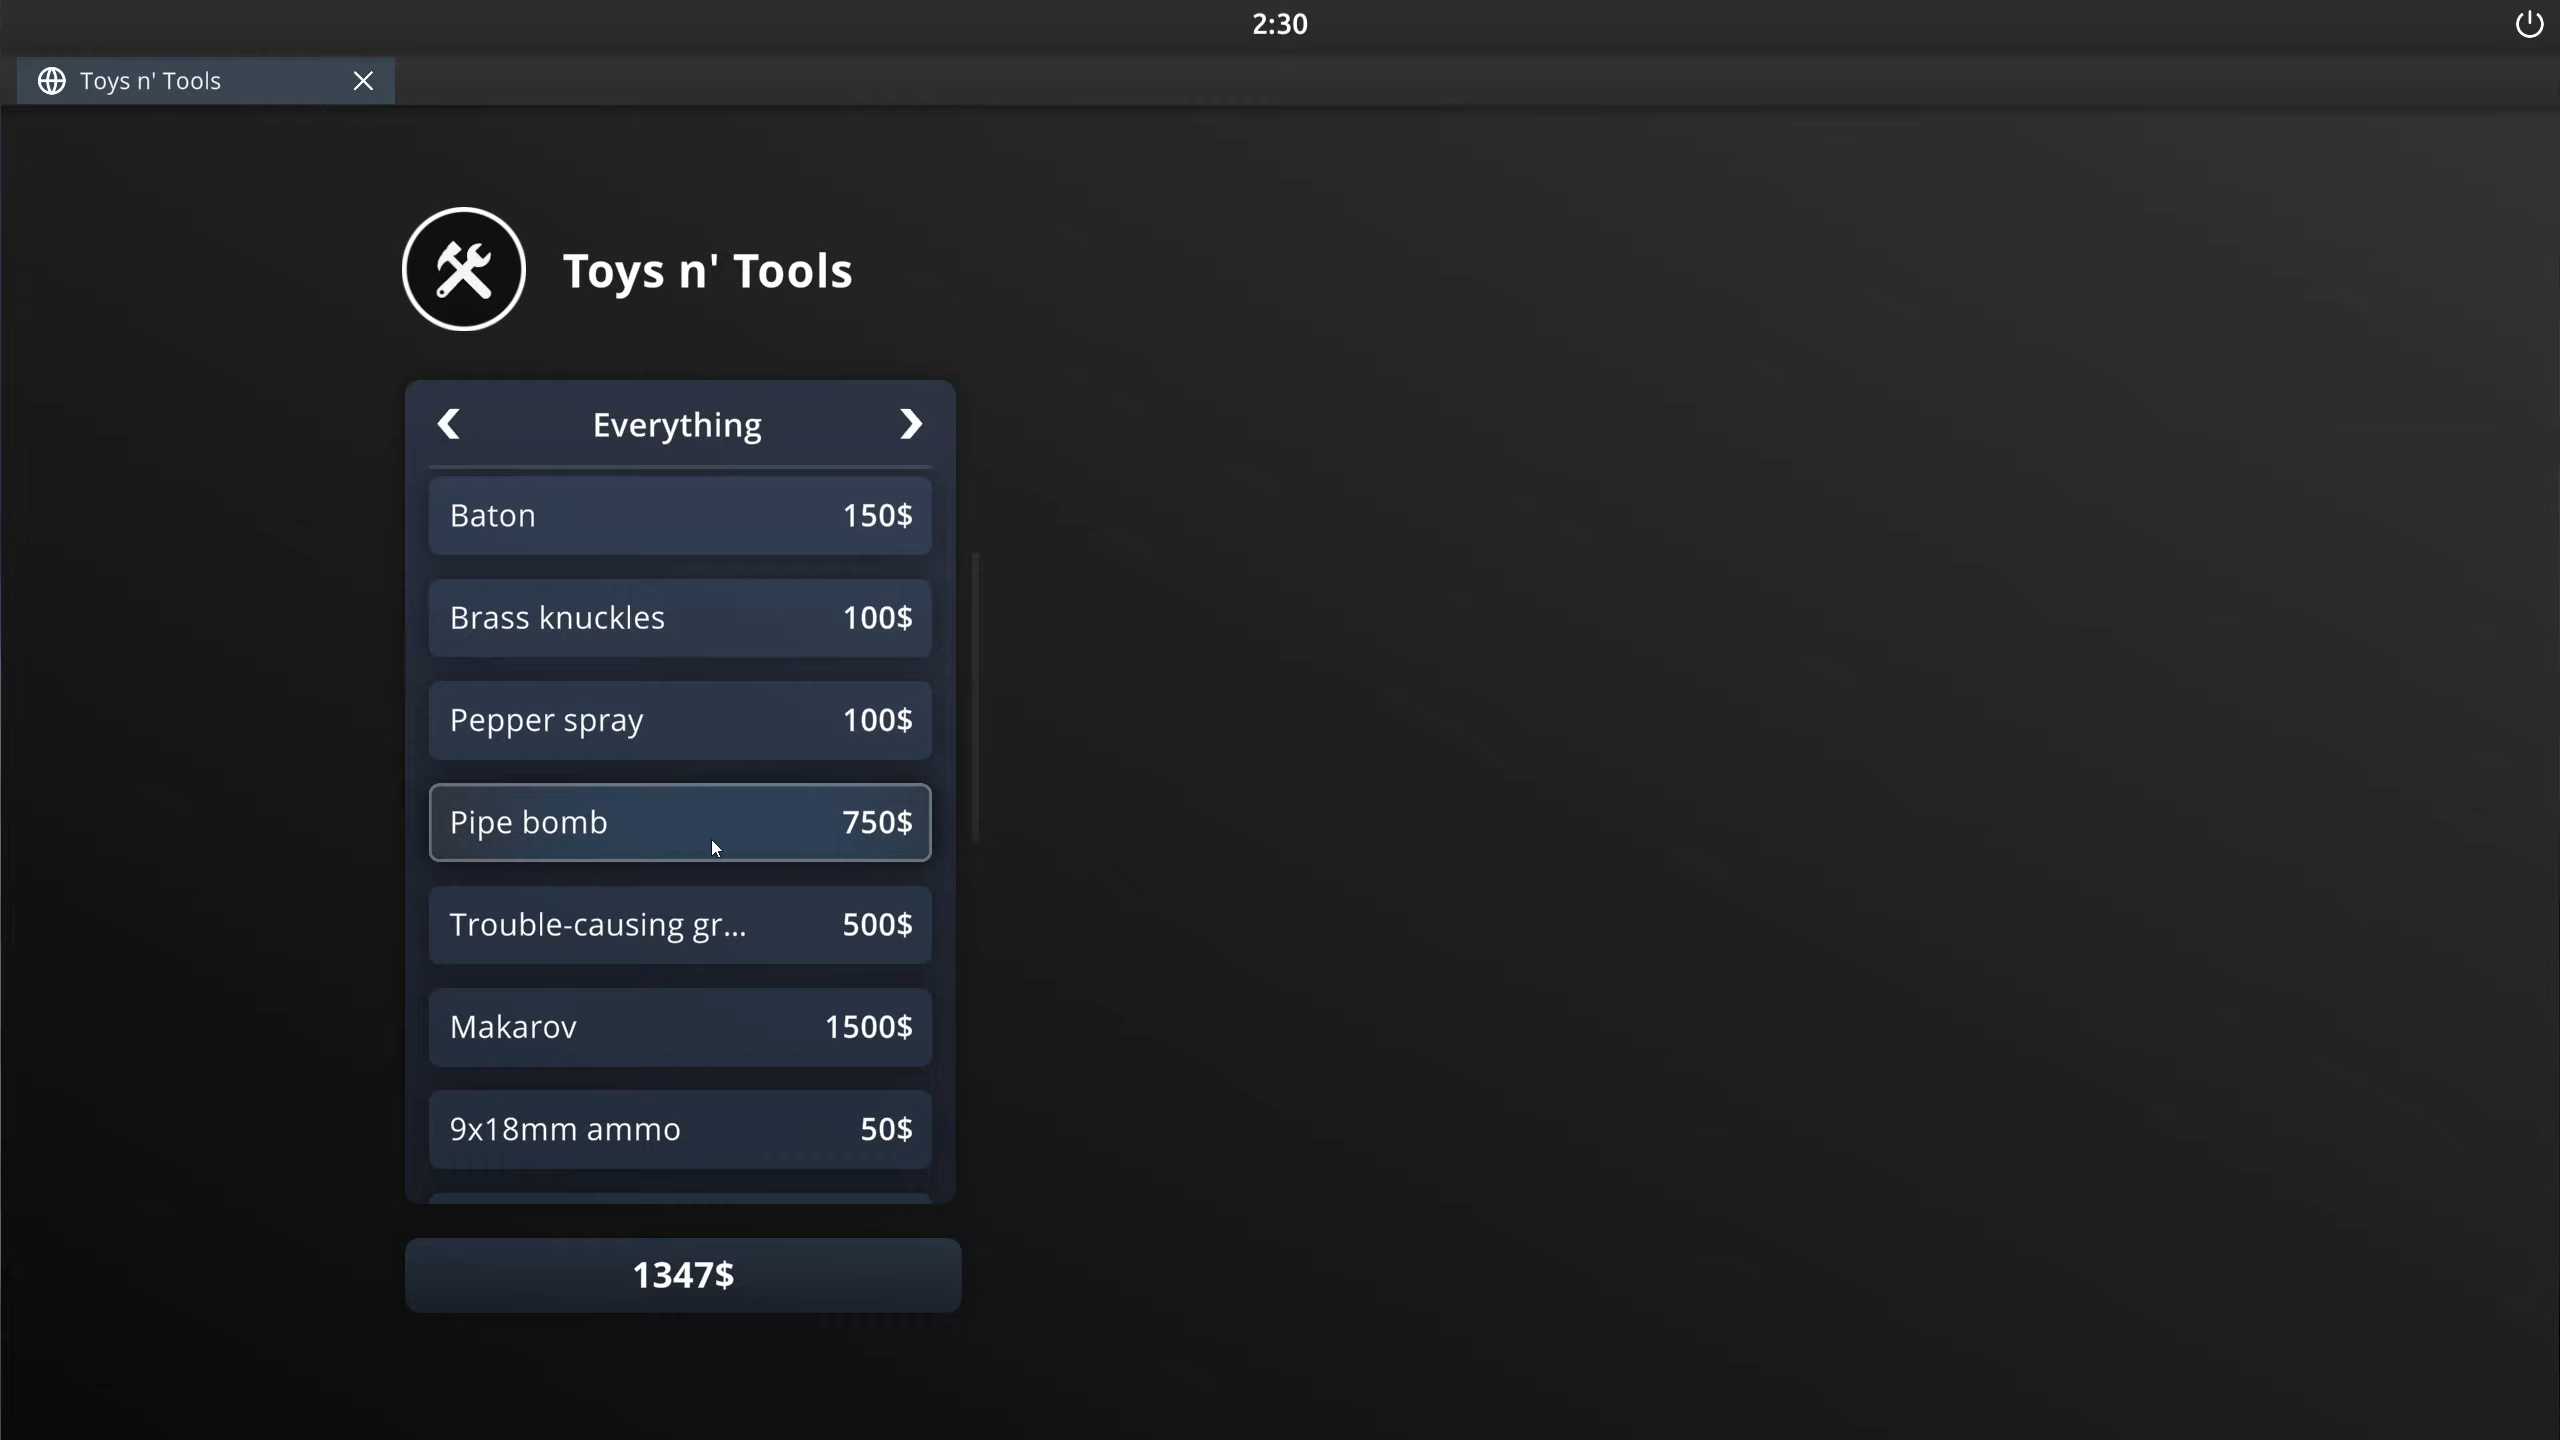 2:30
Toys n' Tools
Toys n' Tools
Everything
Baton 150$
Brass knuckles 100$
Pepper spray 100$
Pipe bomb 750$
Trouble-causing gr... 500$
Makarov 1500$
9x18mm ammo 50$
1347$